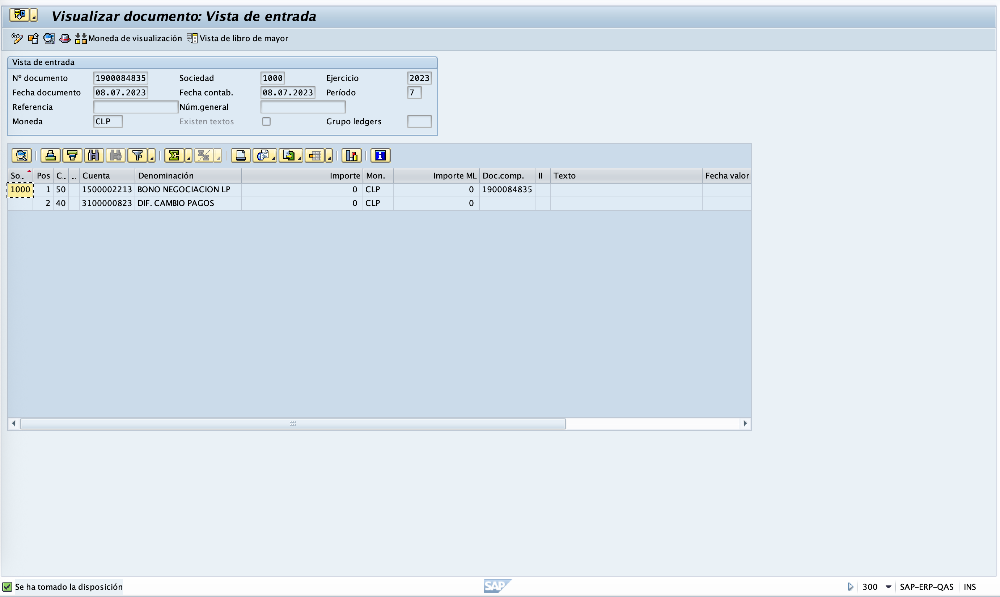 Visualizar documento: Vista de entrada
Moneda de visualización Vista de libro de mayor
Vista de entrada
Nº documento 1900084835 Sociedad 1000 Ejercicio 2023
Fecha documento 08.07.2023 Fecha contab. 08.07.2023 Período 7
Referencia Núm.general
Moneda CLP Existen textos Grupo ledgers
So... Pos C... ... Cuenta Denominación Importe Mon. Importe ML Doc.comp. II Texto Fecha valor
1000 1 50 1500002213 BONO NEGOCIACION LP 0 CLP 0 1900084835
2 40 3100000823 DIF. CAMBIO PAGOS 0 CLP 0
Se ha tomado la disposición SAP 300 SAP-ERP-QAS INS